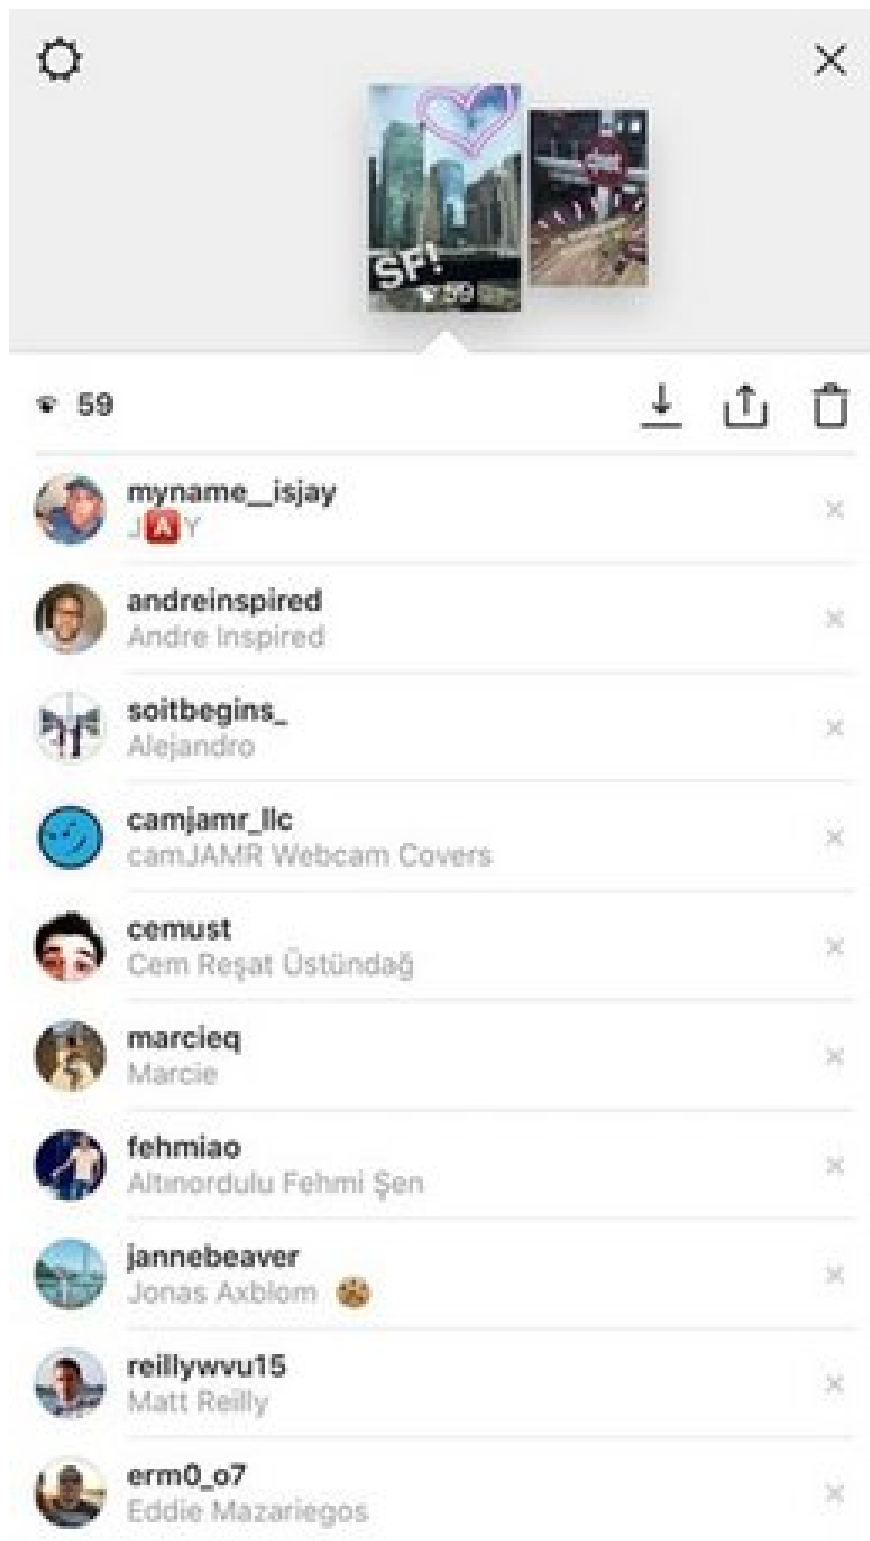 SF!
59
59
myname__isjay
J🅰Y
andreinspired
Andre Inspired
soitbegins_
Alejandro
camjamr_llc
camJAMR Webcam Covers
cemust
Cem Reşat Üstündağ
marcieq
Marcie
fehmiao
Altınordulu Fehmi Şen
jannebeaver
Jonas Axblom
reillywvu15
Matt Reilly
erm0_o7
Eddie Mazariegos